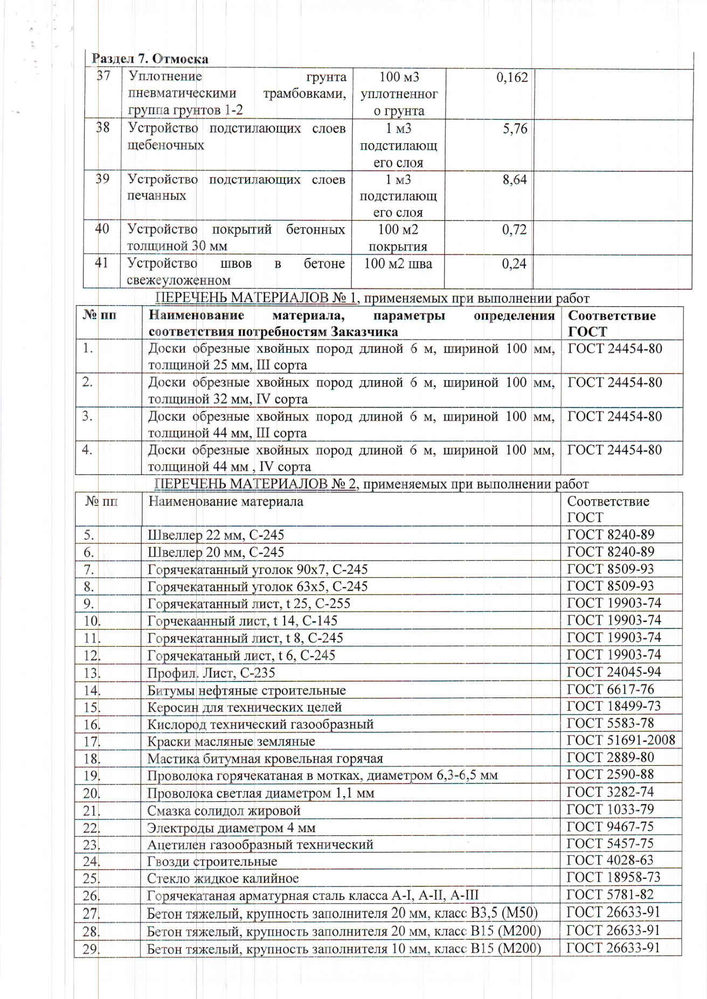 Раздел 7. Отмоска
37 Уплотнение грунта 100 м3 0,162
пневматическими трамбовками, уплотненног
группа грунтов 1-2 о грунта
38 Устройство подстилающих слоев 1 м3 5,76
щебеночных подстилающ
его слоя
39 Устройство подстилающих слоев 1 м3 8,64
печанных подстилающ
его слоя
40 Устройство покрытий бетонных 100 м2 0,72
толщиной 30 мм покрытия
41 Устройство швов в бетоне 100 м2 шва 0,24
свежеуложенном
ПЕРЕЧЕНЬ МАТЕРИАЛОВ № 1, применяемых при выполнении работ
№ пп Наименование материала, параметры определения Соответствие
соответствия потребностям Заказчика ГОСТ
1. Доски обрезные хвойных пород длиной 6 м, шириной 100 мм, ГОСТ 24454-80
толщиной 25 мм, III сорта
2. Доски обрезные хвойных пород длиной 6 м, шириной 100 мм, ГОСТ 24454-80
толщиной 32 мм, IV сорта
3. Доски обрезные хвойных пород длиной 6 м, шириной 100 мм, ГОСТ 24454-80
толщиной 44 мм, III сорта
4. Доски обрезные хвойных пород длиной 6 м, шириной 100 мм, ГОСТ 24454-80
толщиной 44 мм , IV сорта
ПЕРЕЧЕНЬ МАТЕРИАЛОВ № 2, применяемых при выполнении работ
№ пп Наименование материала Соответствие
ГОСТ
5. Швеллер 22 мм, С-245 ГОСТ 8240-89
6. Швеллер 20 мм, С-245 ГОСТ 8240-89
7. Горячекатанный уголок 90х7, С-245 ГОСТ 8509-93
8. Горячекатанный уголок 63х5, С-245 ГОСТ 8509-93
9. Горячекатанный лист, t 25, С-255 ГОСТ 19903-74
10. Горчекаанный лист, t 14, С-145 ГОСТ 19903-74
11. Горячекатанный лист, t 8, С-245 ГОСТ 19903-74
12. Горячекатаный лист, t 6, С-245 ГОСТ 19903-74
13. Профил. Лист, С-235 ГОСТ 24045-94
14. Битумы нефтяные строительные ГОСТ 6617-76
15. Керосин для технических целей ГОСТ 18499-73
16. Кислород технический газообразный ГОСТ 5583-78
17. Краски масляные земляные ГОСТ 51691-2008
18. Мастика битумная кровельная горячая ГОСТ 2889-80
19. Проволока горячекатаная в мотках, диаметром 6,3-6,5 мм ГОСТ 2590-88
20. Проволока светлая диаметром 1,1 мм ГОСТ 3282-74
21. Смазка солидол жировой ГОСТ 1033-79
22. Электроды диаметром 4 мм ГОСТ 9467-75
23. Ацетилен газообразный технический ГОСТ 5457-75
24. Гвозди строительные ГОСТ 4028-63
25. Стекло жидкое калийное ГОСТ 18958-73
26. Горячекатаная арматурная сталь класса А-I, А-II, А-III ГОСТ 5781-82
27. Бетон тяжелый, крупность заполнителя 20 мм, класс В3,5 (М50) ГОСТ 26633-91
28. Бетон тяжелый, крупность заполнителя 20 мм, класс В15 (М200) ГОСТ 26633-91
29. Бетон тяжелый, крупность заполнителя 10 мм, класс В15 (М200) ГОСТ 26633-91